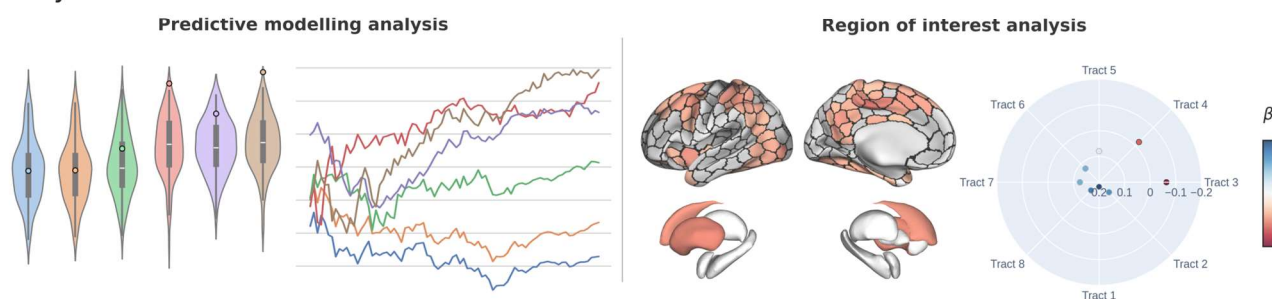 Predictive modelling analysis
Region of interest analysis
Tract 5
Tract 6
Tract 4
β
Tract 7
0.2 0.1 0 −0.1 −0.2
Tract 3
Tract 8
Tract 2
Tract 1